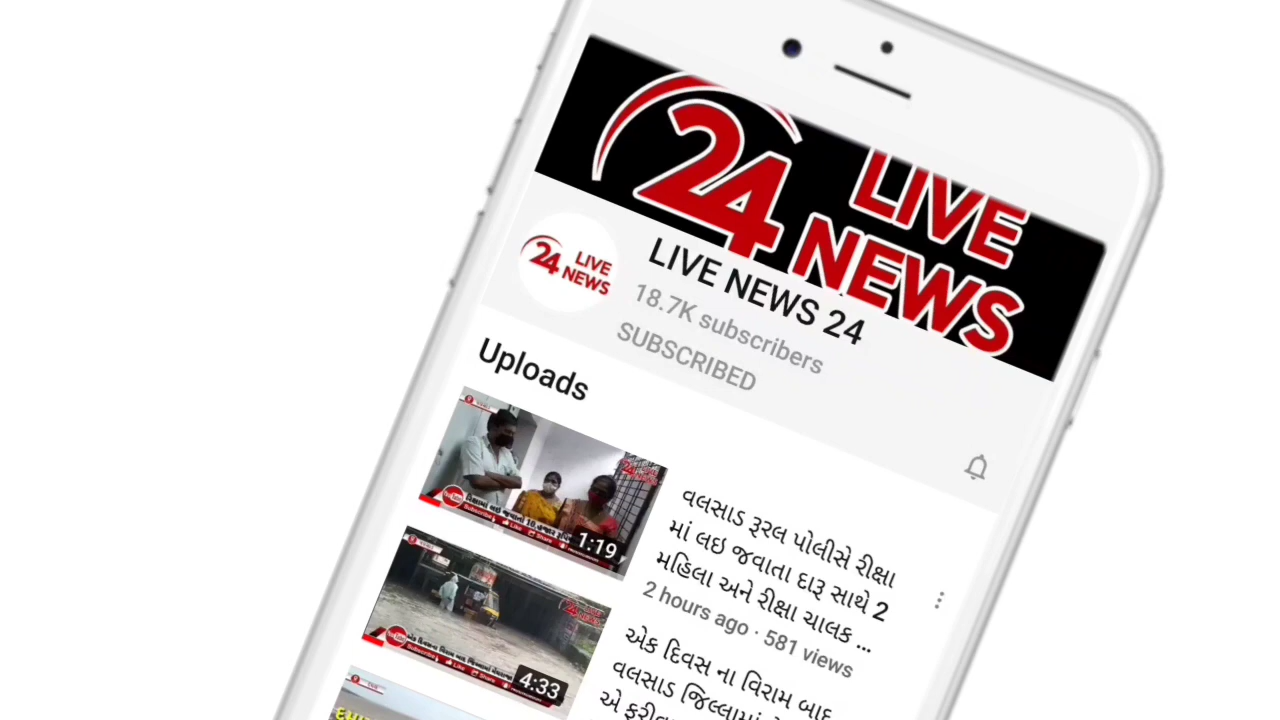 24 LIVE
NEWS
24 LIVE
NEWS
LIVE NEWS 24
18.7K subscribers
SUBSCRIBED
Uploads
1:19
વલસાડ રૂરલ પોલીસે રીક્ષા
માં લઇ જવાતા દારૂ સાથે 2
મહિલા અને રીક્ષા ચાલક ...
2 hours ago · 581 views
4:33
એક દિવસ ના વિરામ બાદ
વલસાડ જિલ્લામાં
એ ફરીવા